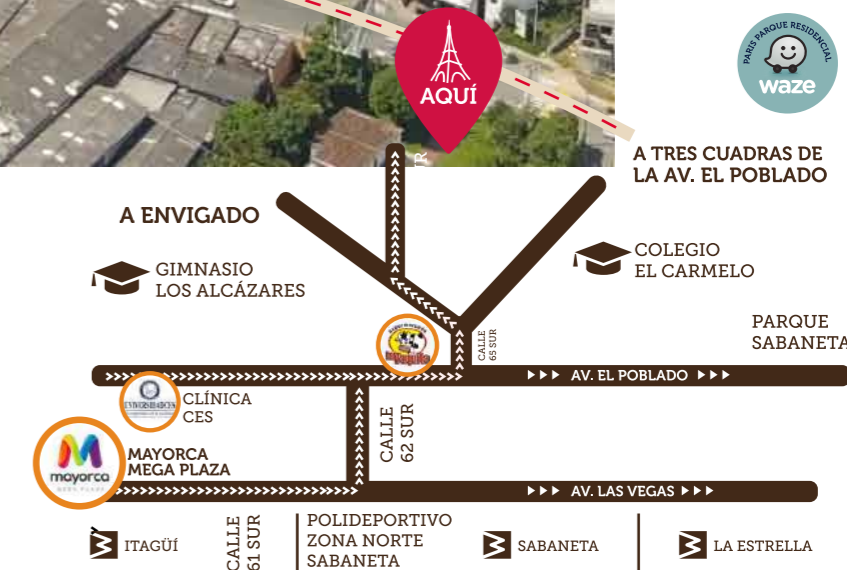 PARIS PARQUE RESIDENCIAL
waze
AQUÍ
A TRES CUADRAS DE
LA AV. EL POBLADO
A ENVIGADO
COLEGIO
EL CARMELO
GIMNASIO
LOS ALCÁZARES
PARQUE
SABANETA
CALLE
65 SUR
AV. EL POBLADO
CLÍNICA
CES
CALLE
62 SUR
MAYORCA
MEGA PLAZA
mayorca
MEGA PLAZA
AV. LAS VEGAS
ITAGÜÍ
CALLE
61 SUR
POLIDEPORTIVO
ZONA NORTE
SABANETA
SABANETA
LA ESTRELLA